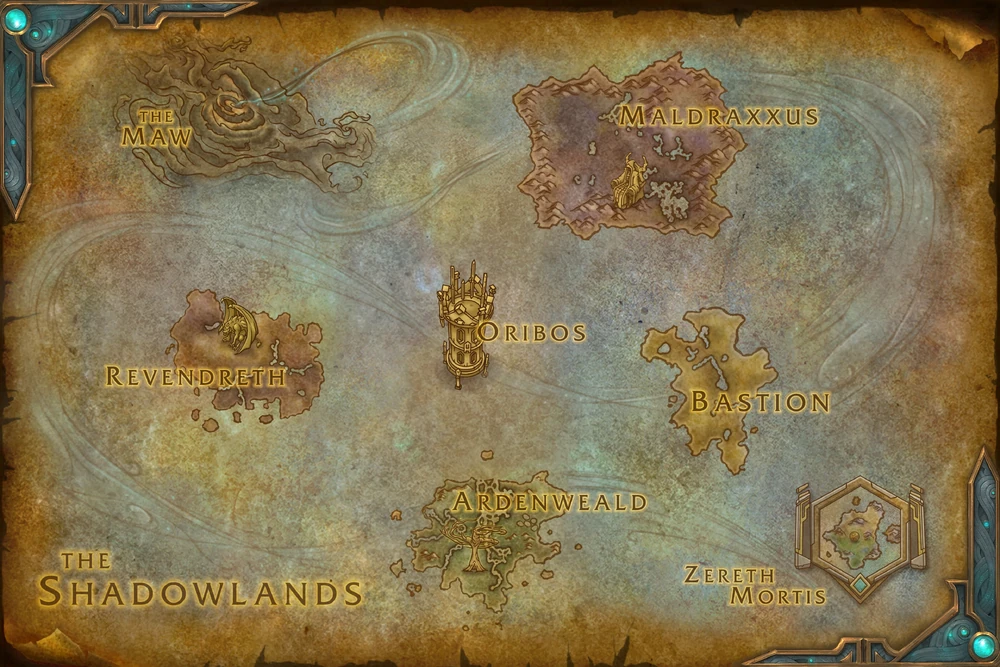 THE
MAW
MALDRAXXUS
ORIBOS
REVENDRETH
BASTION
ARDENWEALD
THE
SHADOWLANDS
ZERETH
MORTIS